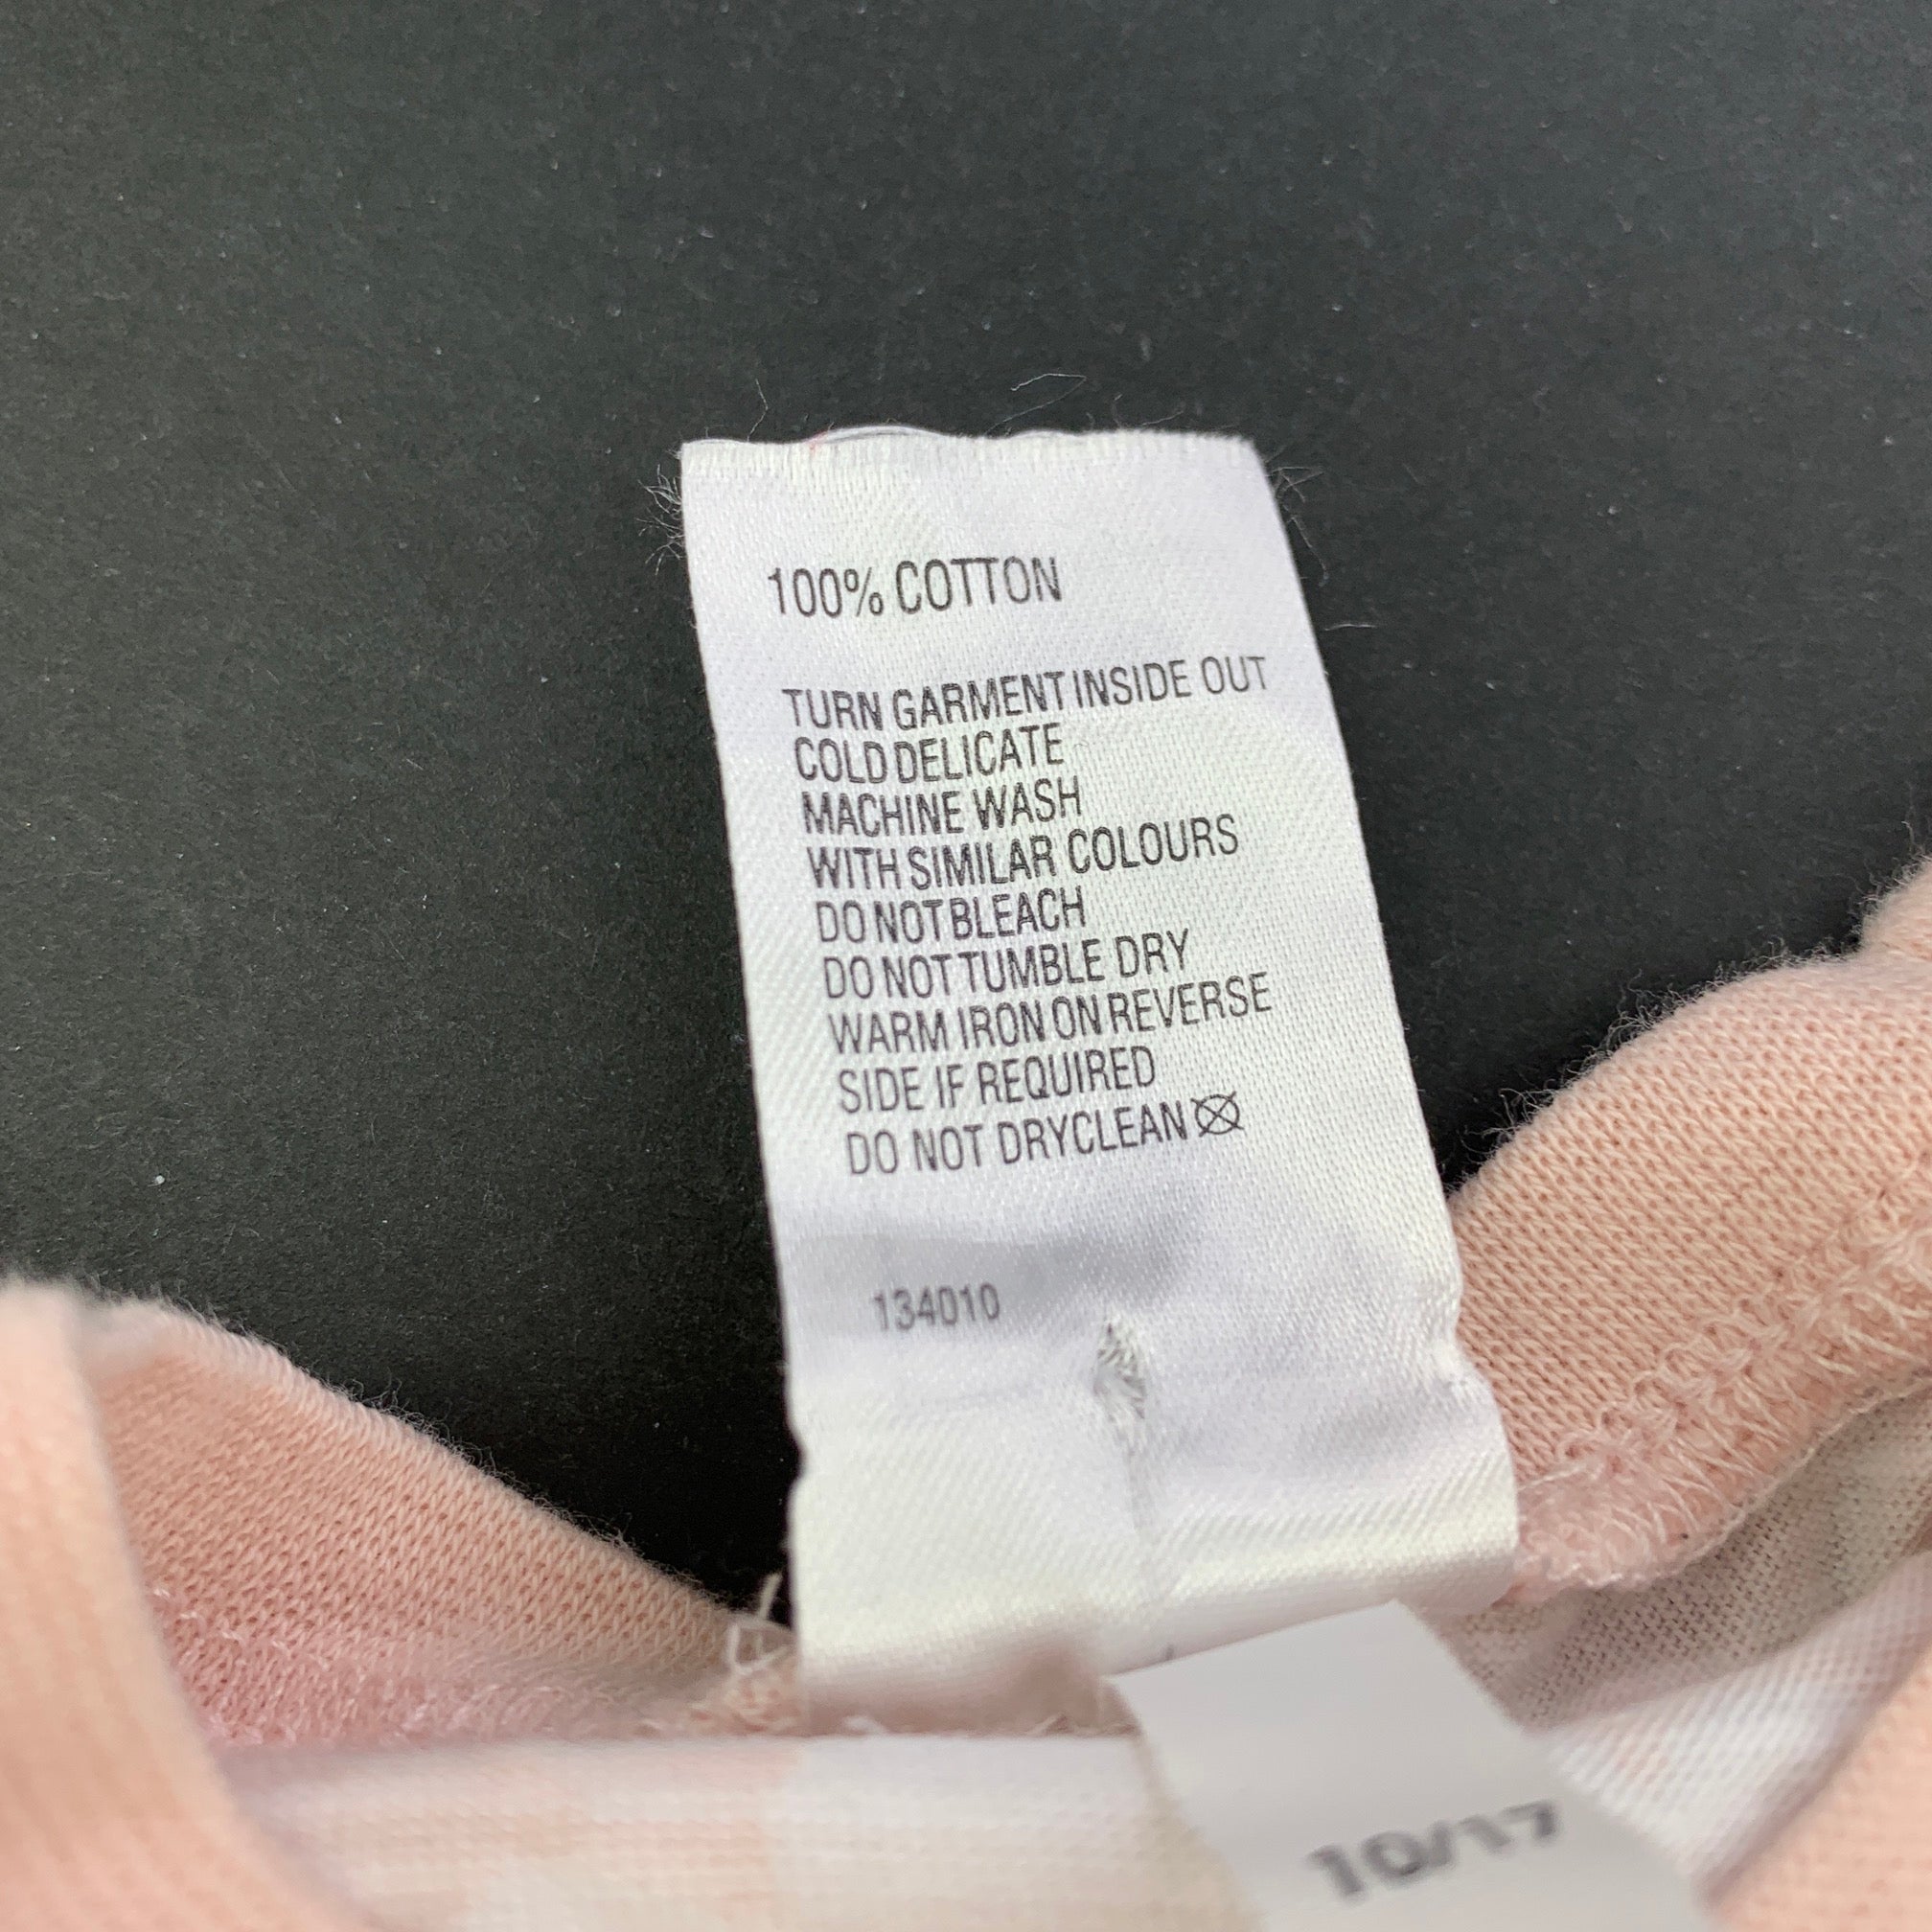 100% COTTON
TURN GARMENT INSIDE OUT
COLD DELICATE
MACHINE WASH
WITH SIMILAR COLOURS
DO NOT BLEACH
DO NOT TUMBLE DRY
WARM IRON ON REVERSE
SIDE IF REQUIRED
DO NOT DRYCLEAN
134010
10/17